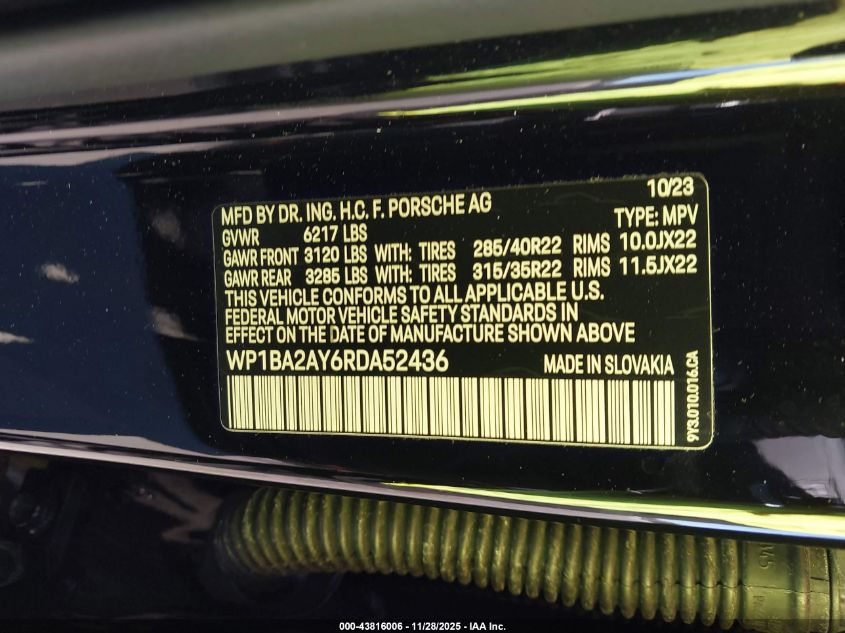 10/23
MFD BY DR. ING. H.C. F. PORSCHE AG
TYPE: MPV
GVWR 6217 LBS
GAWR FRONT 3120 LBS WITH: TIRES 285/40R22 RIMS 10.0JX22
GAWR REAR 3285 LBS WITH: TIRES 315/35R22 RIMS 11.5JX22
THIS VEHICLE CONFORMS TO ALL APPLICABLE U.S.
FEDERAL MOTOR VEHICLE SAFETY STANDARDS IN
EFFECT ON THE DATE OF MANUFACTURE SHOWN ABOVE
WP1BA2AY6RDA52436 MADE IN SLOVAKIA
9Y3.010.016.CA
000-43816006 - 11/28/2025 - IAA Inc.